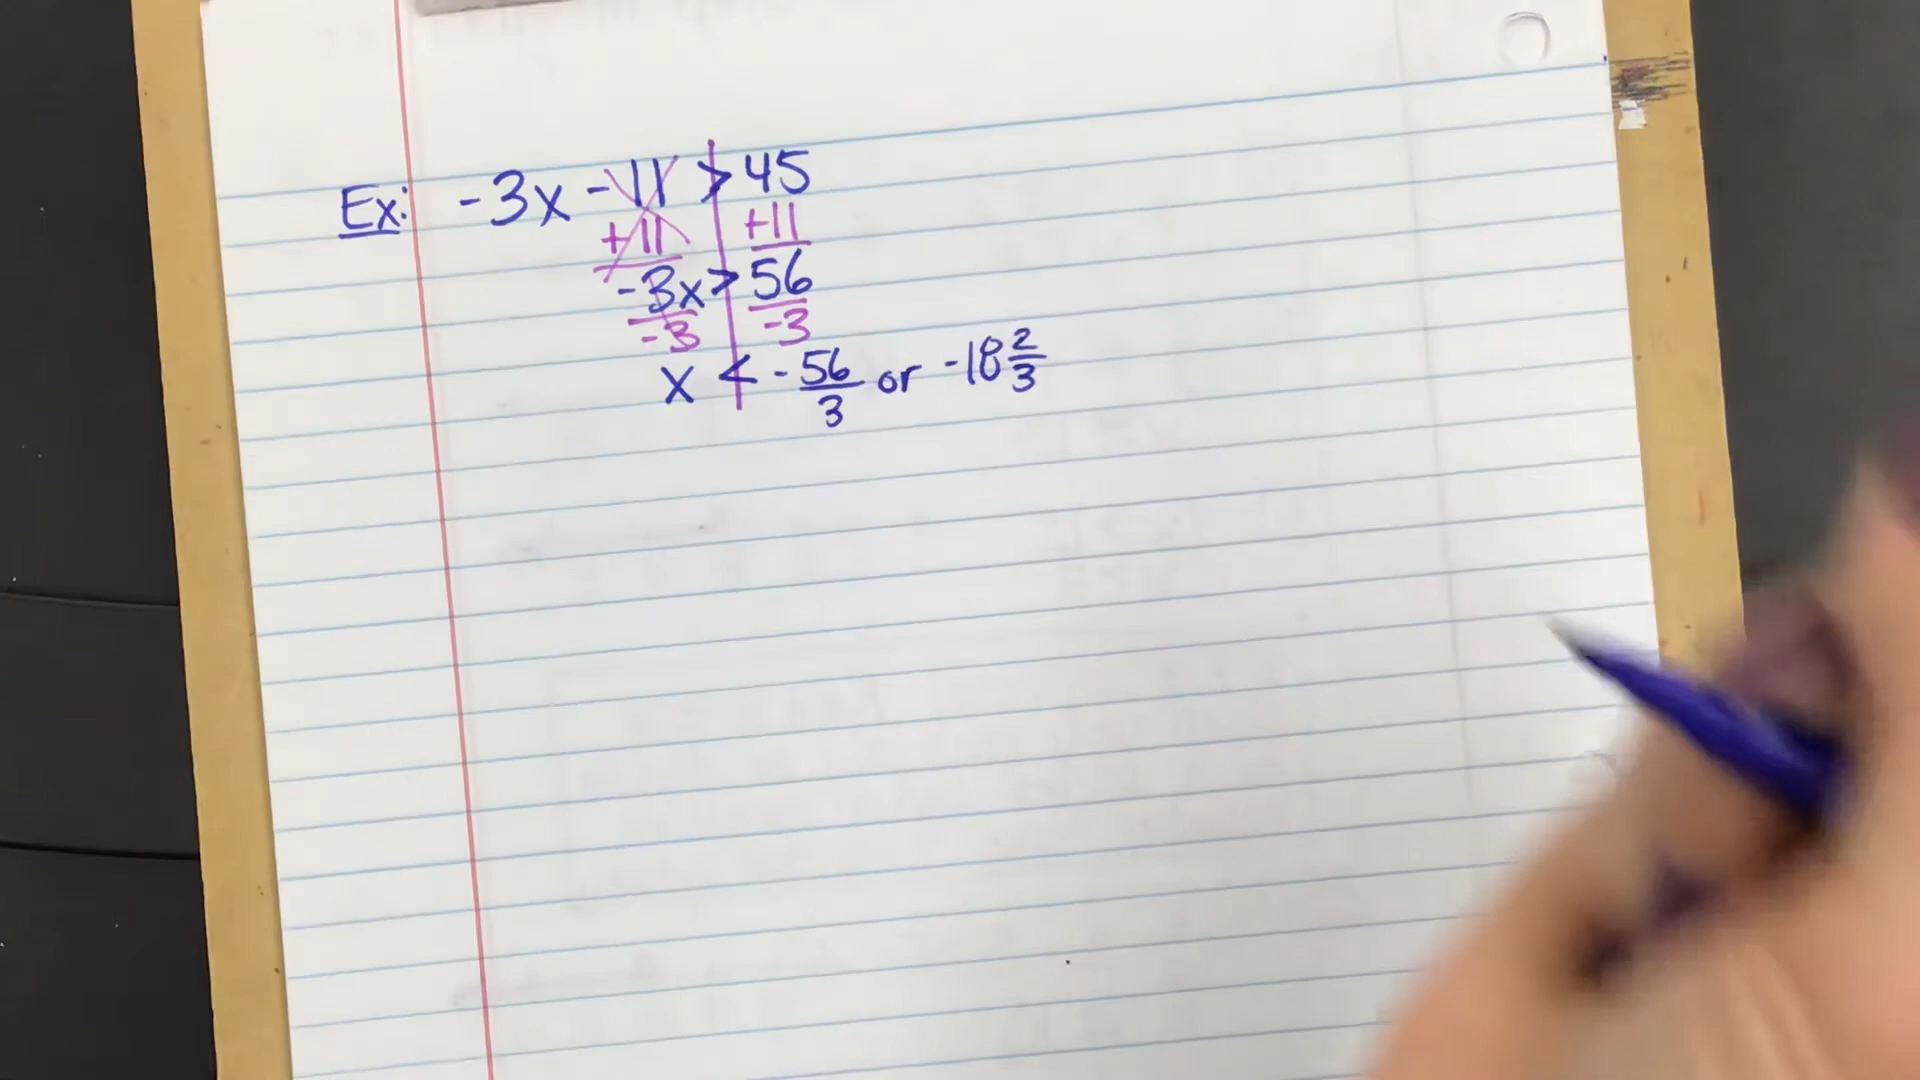 Ex: -3x - 11 > 45
+11 +11
-3x > 56
-3 -3
x < - 56/3 or -18 2/3